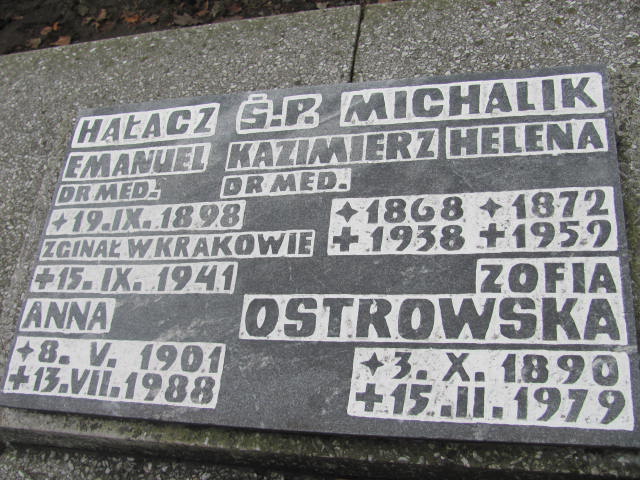 HAŁACZ Ś.P. MICHALIK
EMANUEL KAZIMIERZ HELENA
DR MED. DR MED.
+19.IX.1898 +1868 +1872
ZGINAŁ W KRAKOWIE +1938 +1959
+15.IX.1941 ZOFIA
ANNA OSTROWSKA
+8. V. 1901 +3. X. 1890
+13.VII.1988 +15.II.1979